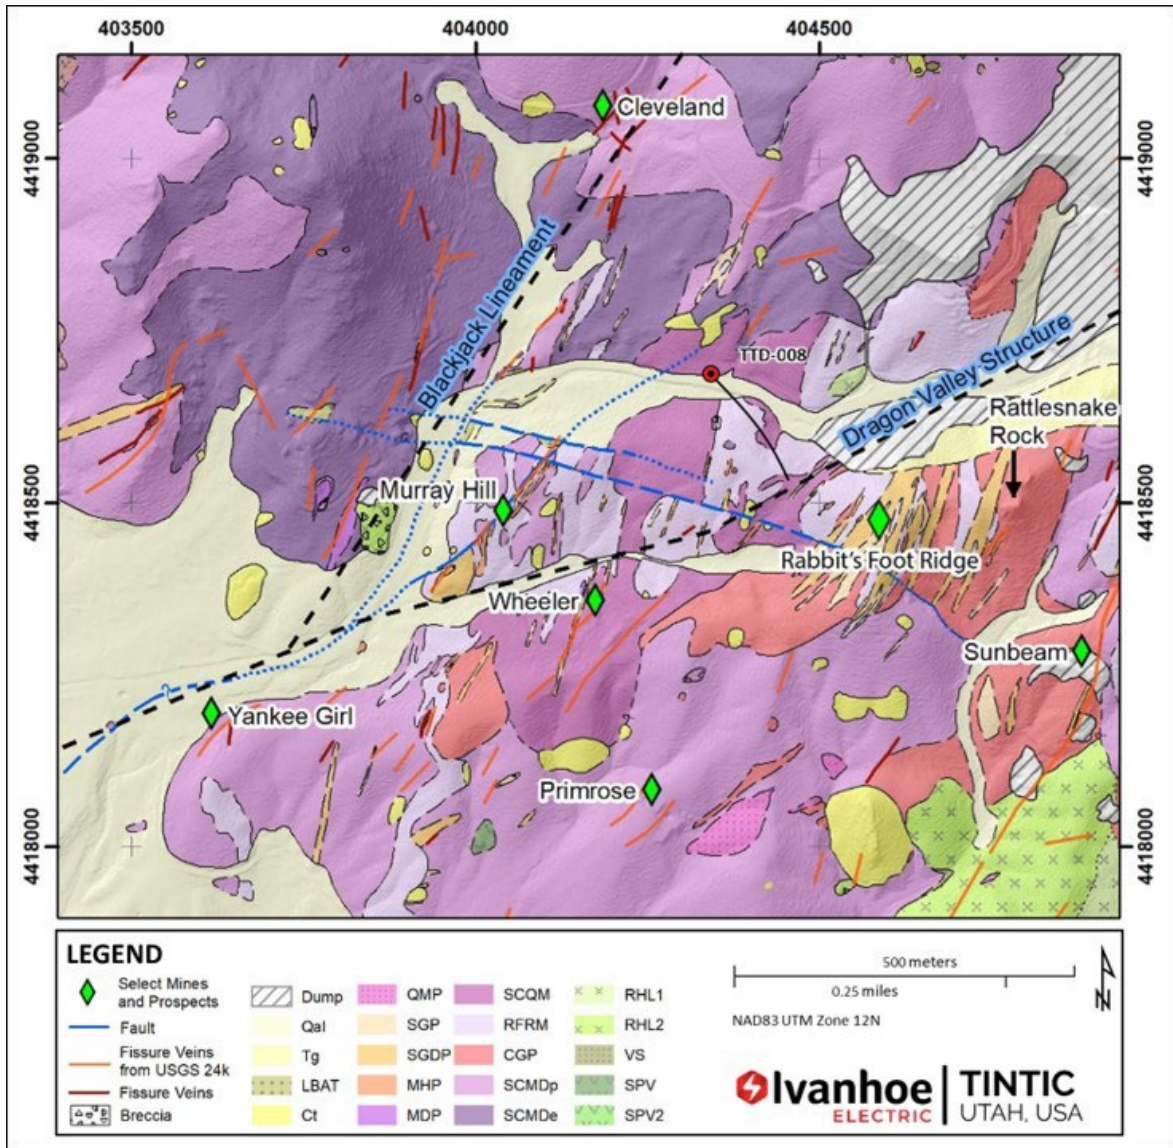 403500
404000
404500
4419000
4419000
Cleveland
Blackjack Lineament
TTD-008
Dragon Valley Structure
Rattlesnake
Rock
4418500
4418500
Murray Hill
Rabbit's Foot Ridge
Wheeler
Sunbeam
?
Yankee Girl
Primrose
4418000
4418000
LEGEND
Select Mines
and Prospects
Fault
Fissure Veins
from USGS 24k
Fissure Veins
Breccia
Dump
Qal
Tg
LBAT
Ct
QMP
SGP
SGDP
MHP
MDP
SCQM
RFRM
CGP
SCMDp
SCMDe
RHL1
RHL2
VS
SPV
SPV2
500 meters
0.25 miles
N
NAD83 UTM Zone 12N
Ivanhoe
ELECTRIC
TINTIC
UTAH, USA